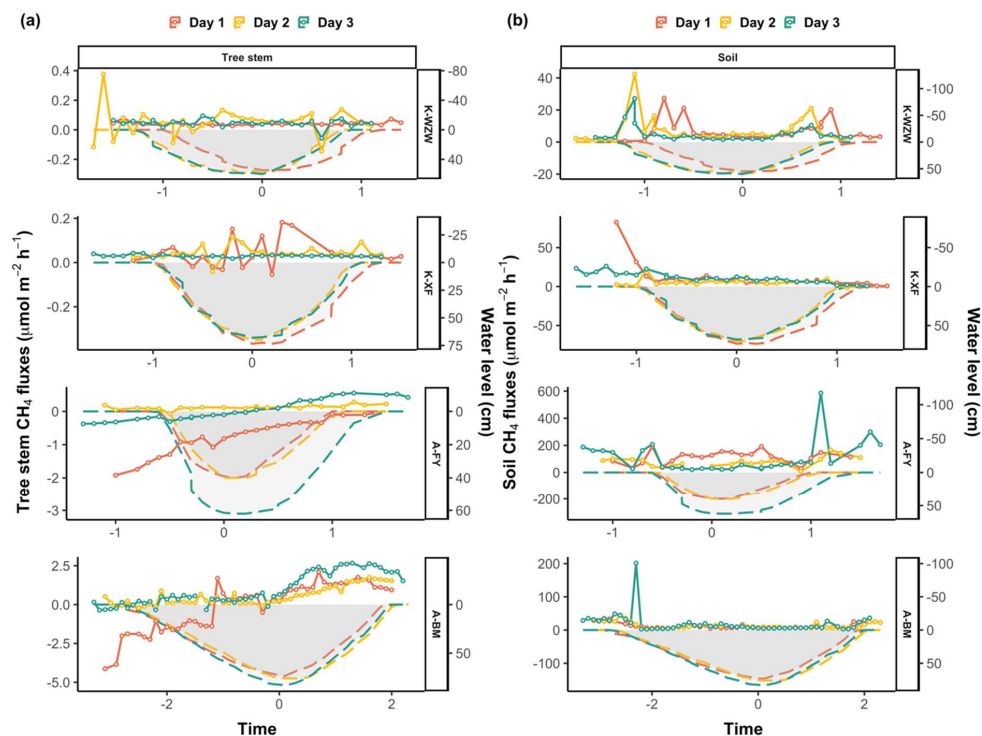 (a)
Day 1 Day 2 Day 3
Tree stem
0.4
0.2
0.0
-0.2
-80
-40
0
40
K-WZW
-1 0 1
0.2
0.0
-0.2
-25
0
25
50
75
K-XF
-1 0 1
0
-1
-2
-3
0
20
40
60
A-FY
-1 0 1
2.5
0.0
-2.5
-5.0
0
50
A-BM
-2 0 2
Tree stem CH4 fluxes (μmol m−2 h−1)
Water level (cm)
Time
(b)
Day 1 Day 2 Day 3
Soil
40
20
0
-20
-100
-50
0
50
K-WZW
-1 0 1
50
0
-50
-50
0
50
K-XF
-1 0 1
600
400
200
0
-200
-100
-50
0
50
A-FY
-1 0 1
200
100
0
-100
-100
-50
0
50
A-BM
-2 0 2
Soil CH4 fluxes (μmol m−2 h−1)
Water level (cm)
Time